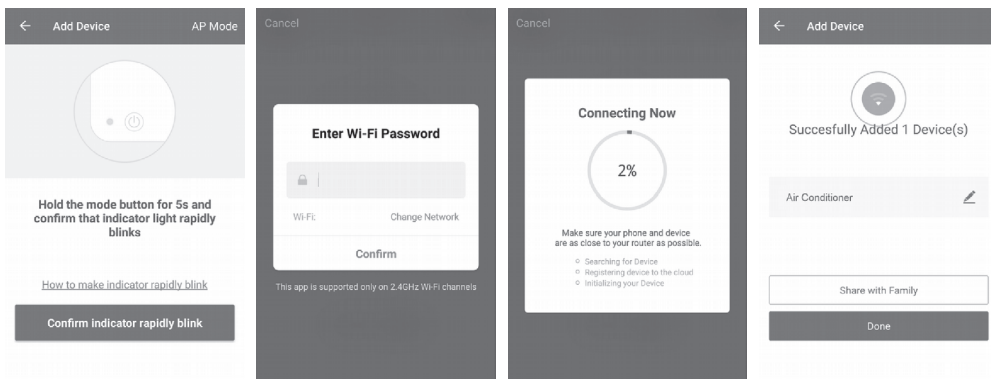 Add Device
AP Mode
Hold the mode button for 5s and
confirm that indicator light rapidly
blinks
How to make indicator rapidly blink
Confirm indicator rapidly blink
Cancel
Enter Wi-Fi Password
Wi-Fi:
Change Network
Confirm
This app is supported only on 2.4GHz Wi-Fi channels
Cancel
Connecting Now
2%
Make sure your phone and device
are as close to your router as possible.
Searching for Device
Registering device to the cloud
Initializing your Device
Add Device
Succesfully Added 1 Device(s)
Air Conditioner
Share with Family
Done